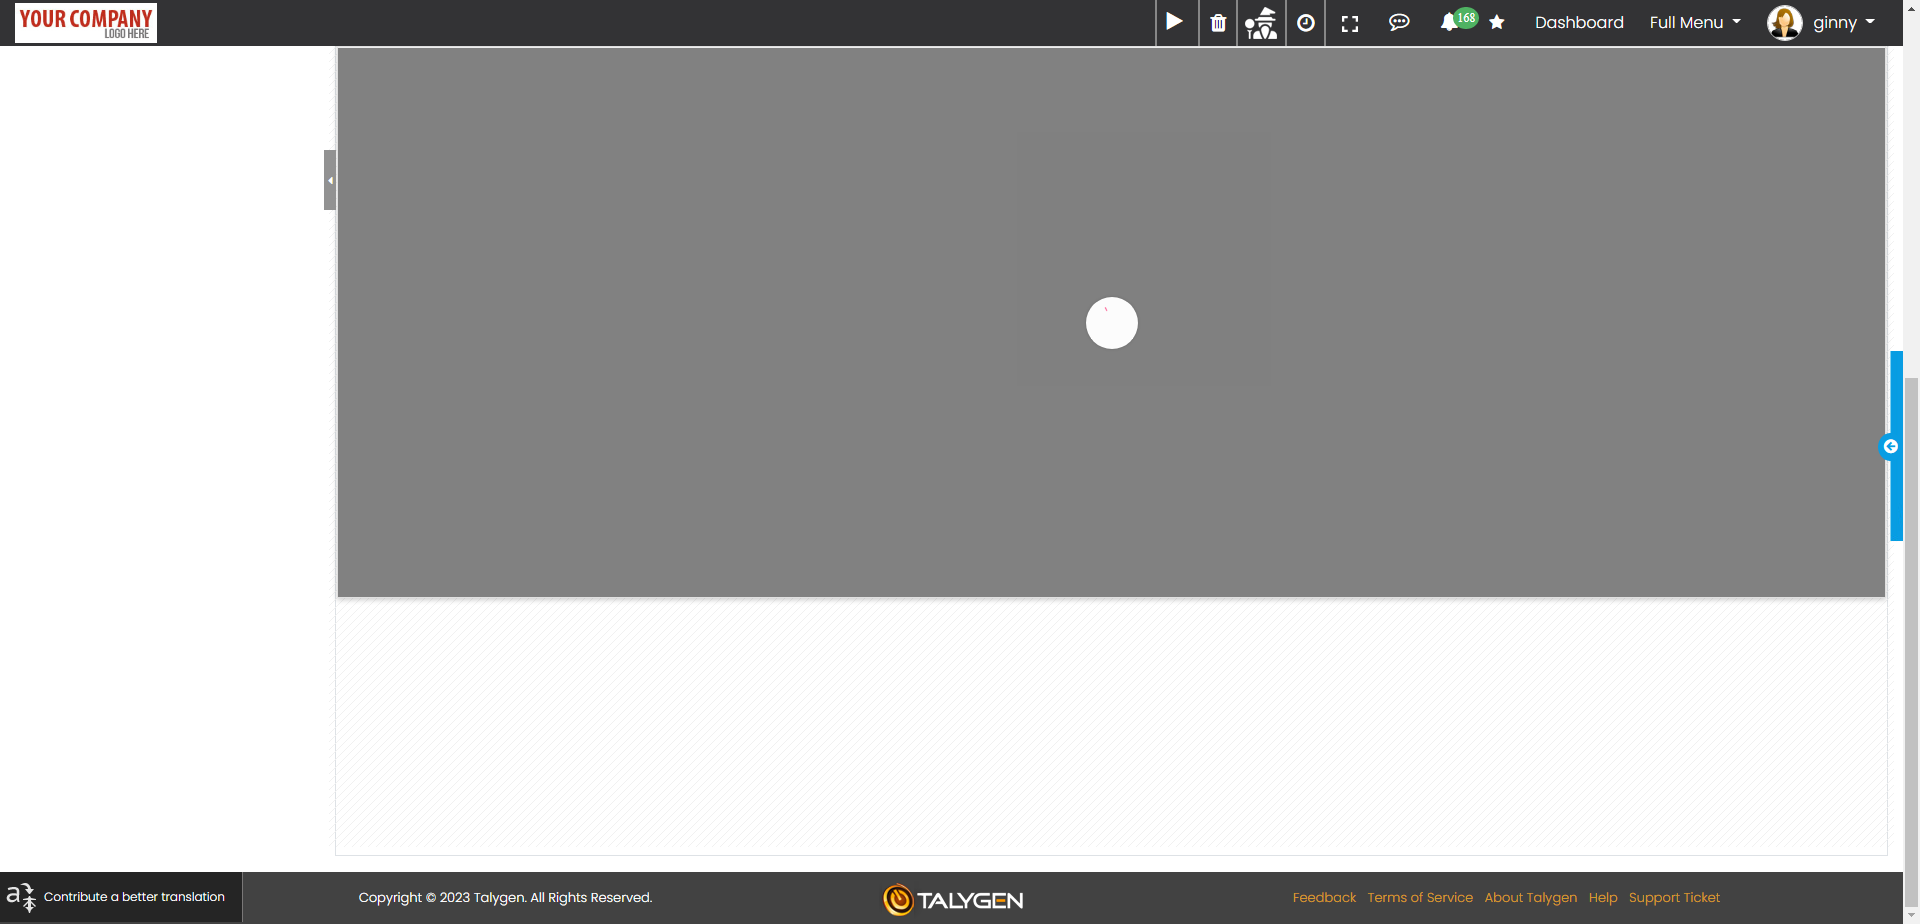 YOUR COMPANY
LOGO HERE
168
Dashboard
Full Menu
ginny
Contribute a better translation
Copyright © 2023 Talygen. All Rights Reserved.
TALYGEN
Feedback Terms of Service About Talygen Help Support Ticket